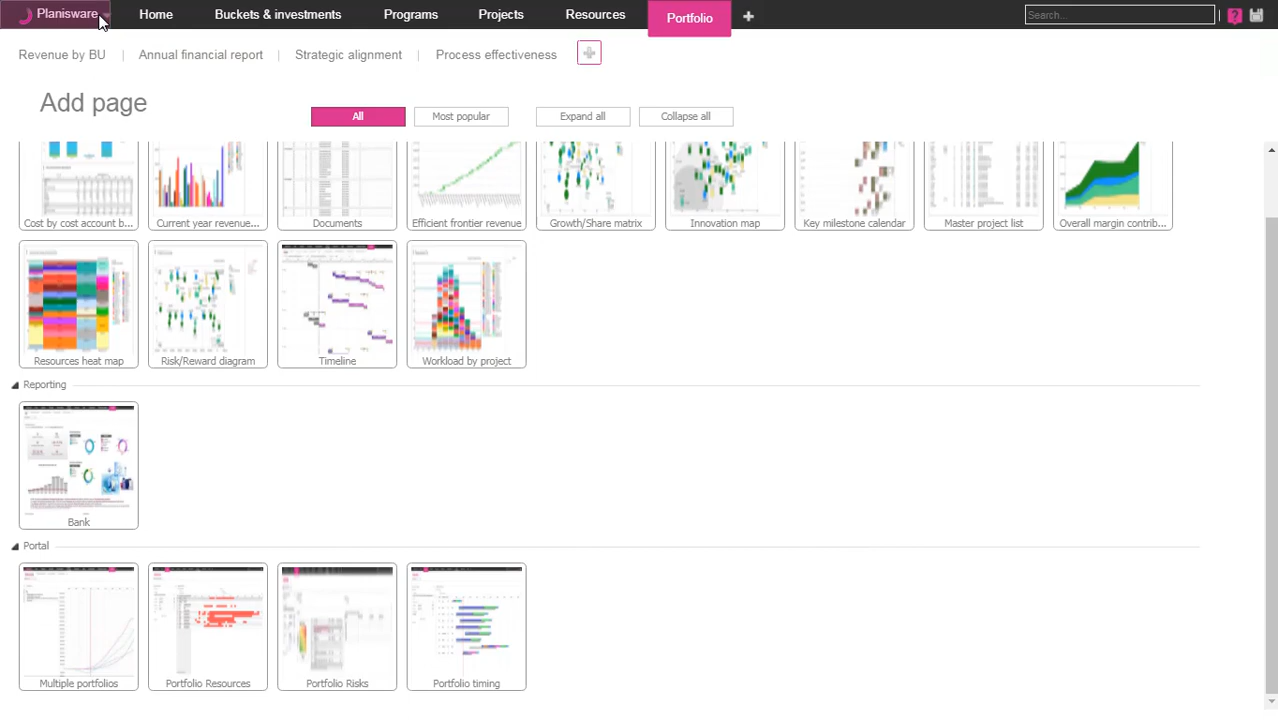 Planisware Home Buckets & investments Programs Projects Resources Portfolio Search... ?
Revenue by BU | Annual financial report | Strategic alignment | Process effectiveness
Add page
All Most popular Expand all Collapse all
Cost by cost account b... Current year revenue... Documents Efficient frontier revenue Growth/Share matrix Innovation map Key milestone calendar Master project list Overall margin contrib...
Resources heat map Risk/Reward diagram Timeline Workload by project
Reporting
Bank
Portal
Multiple portfolios Portfolio Resources Portfolio Risks Portfolio timing